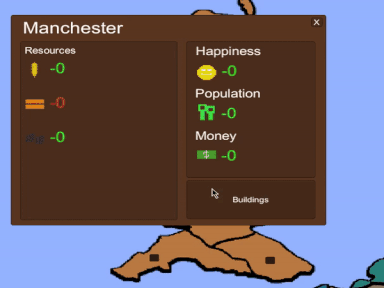 Manchester
X
Resources
-0
-0
-0
Happiness
-0
Population
-0
Money
-0
Buildings